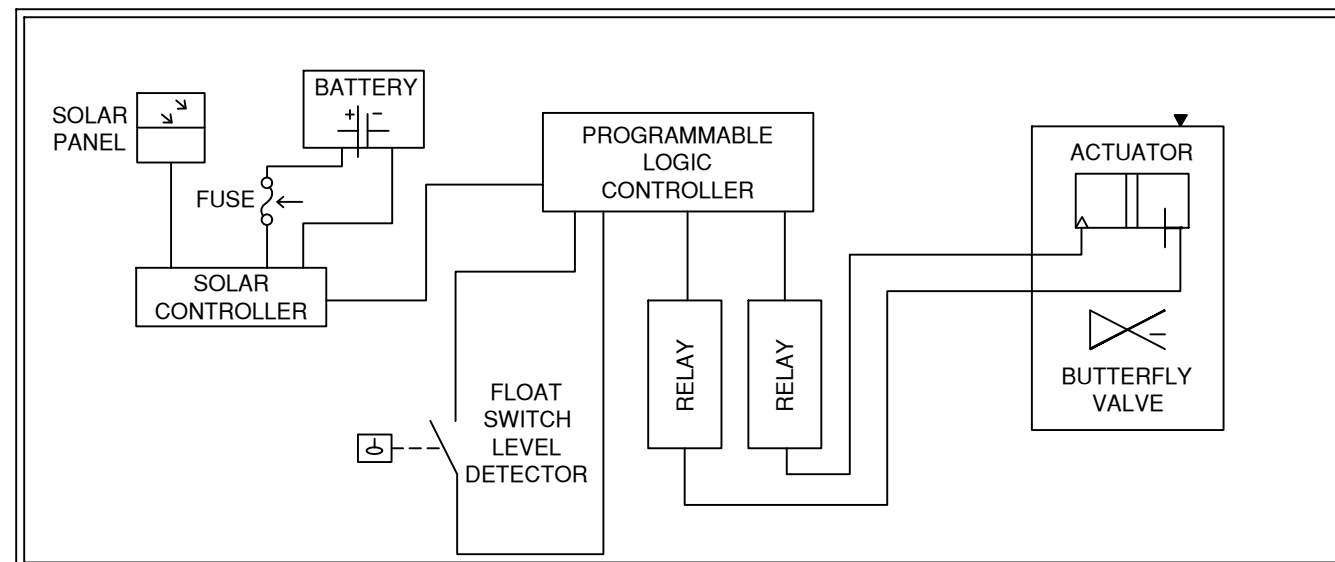 SOLAR
PANEL
BATTERY
+ -
FUSE
SOLAR
CONTROLLER
PROGRAMMABLE
LOGIC
CONTROLLER
FLOAT
SWITCH
LEVEL
DETECTOR
RELAY
RELAY
ACTUATOR
BUTTERFLY
VALVE